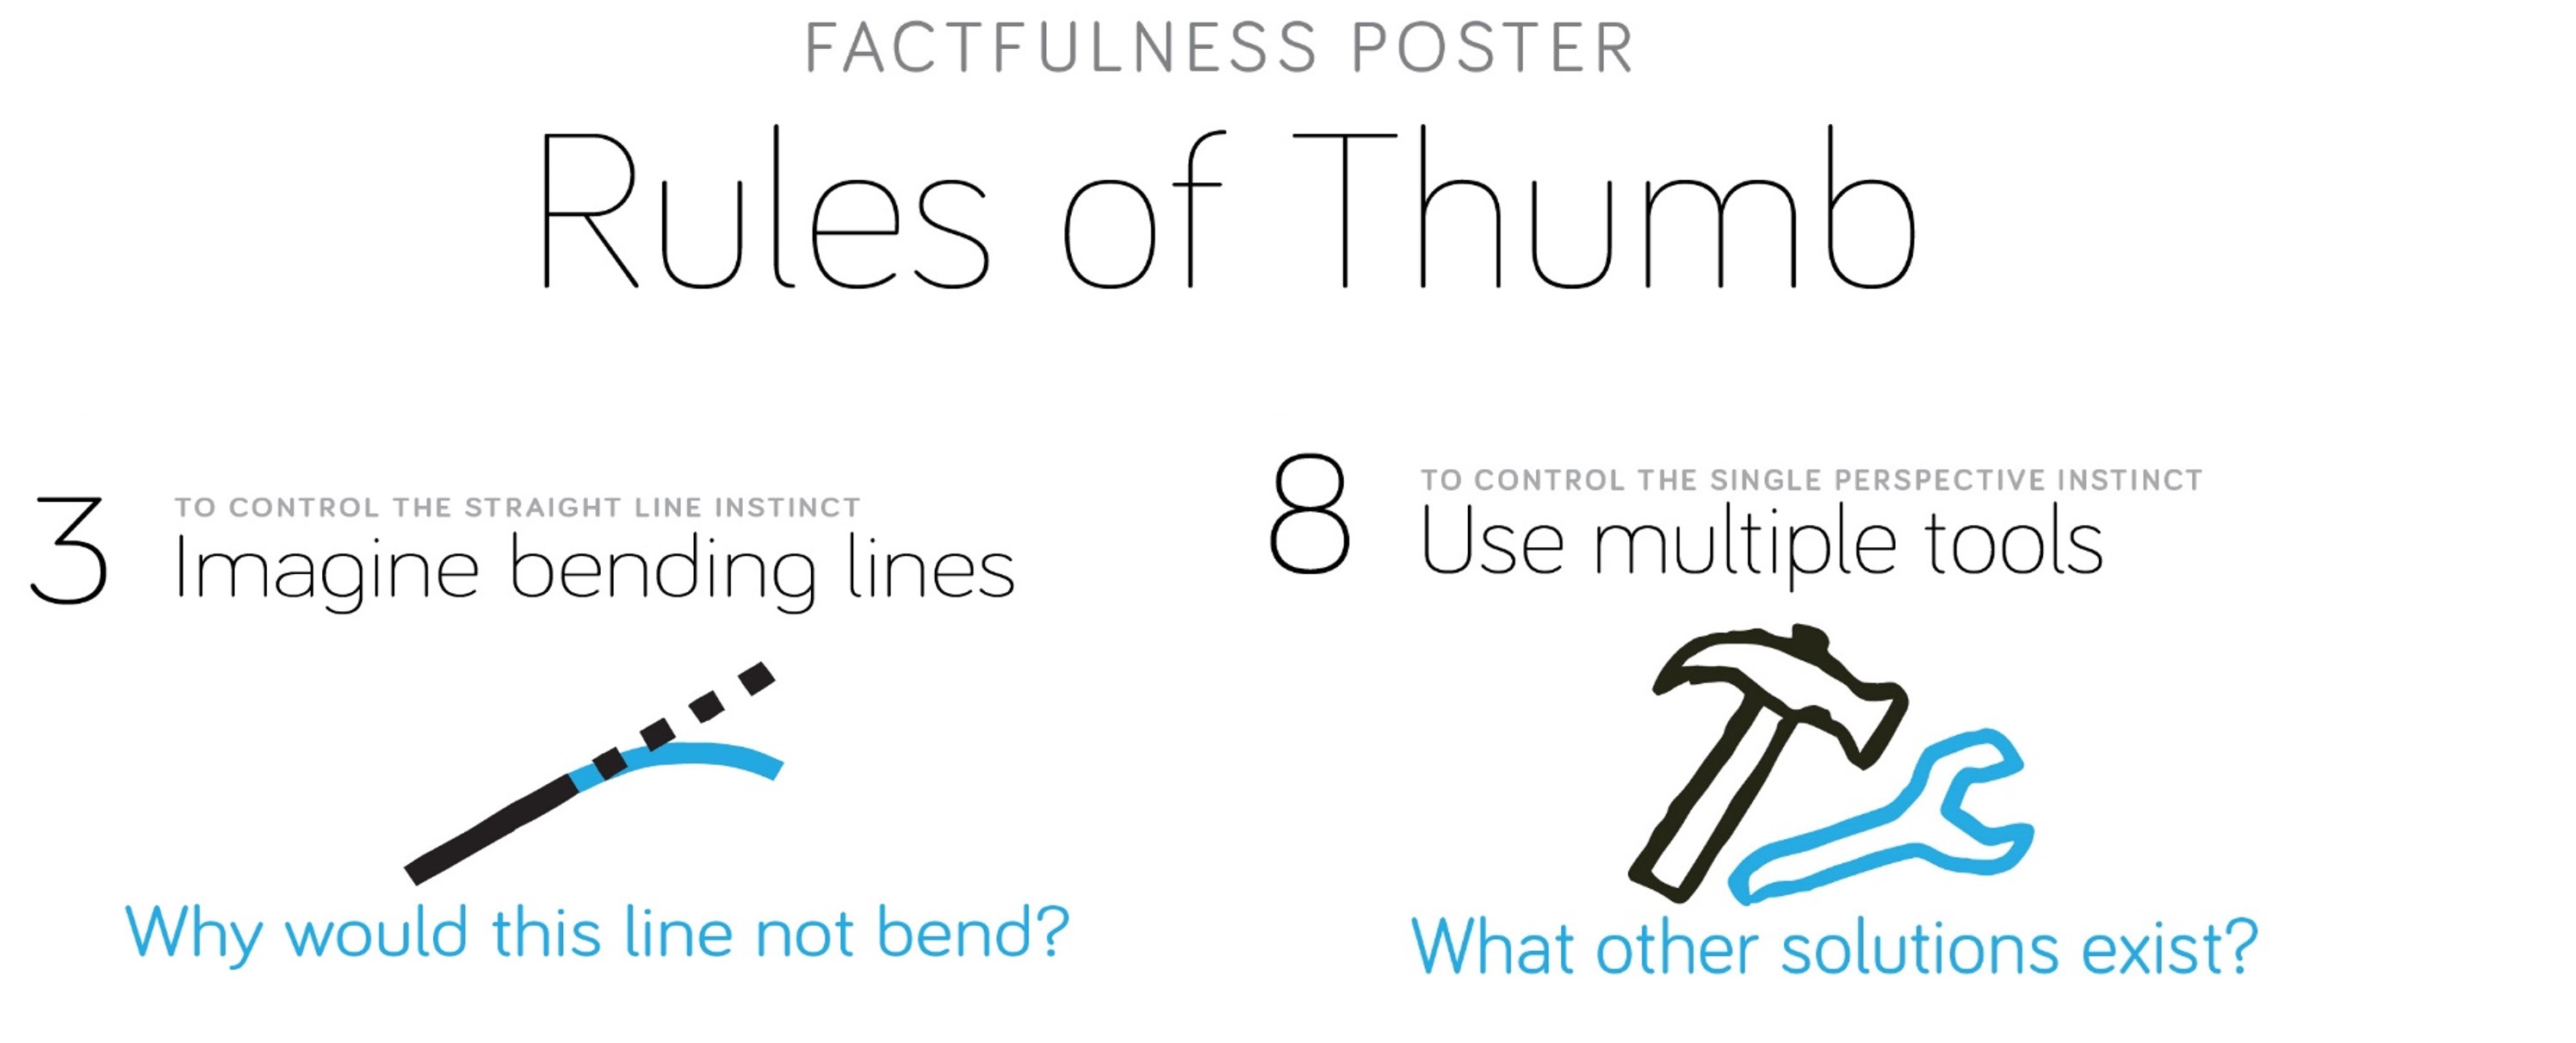 FACTFULNESS POSTER
Rules of Thumb
3
TO CONTROL THE STRAIGHT LINE INSTINCT
Imagine bending lines
Why would this line not bend?
8
TO CONTROL THE SINGLE PERSPECTIVE INSTINCT
Use multiple tools
What other solutions exist?